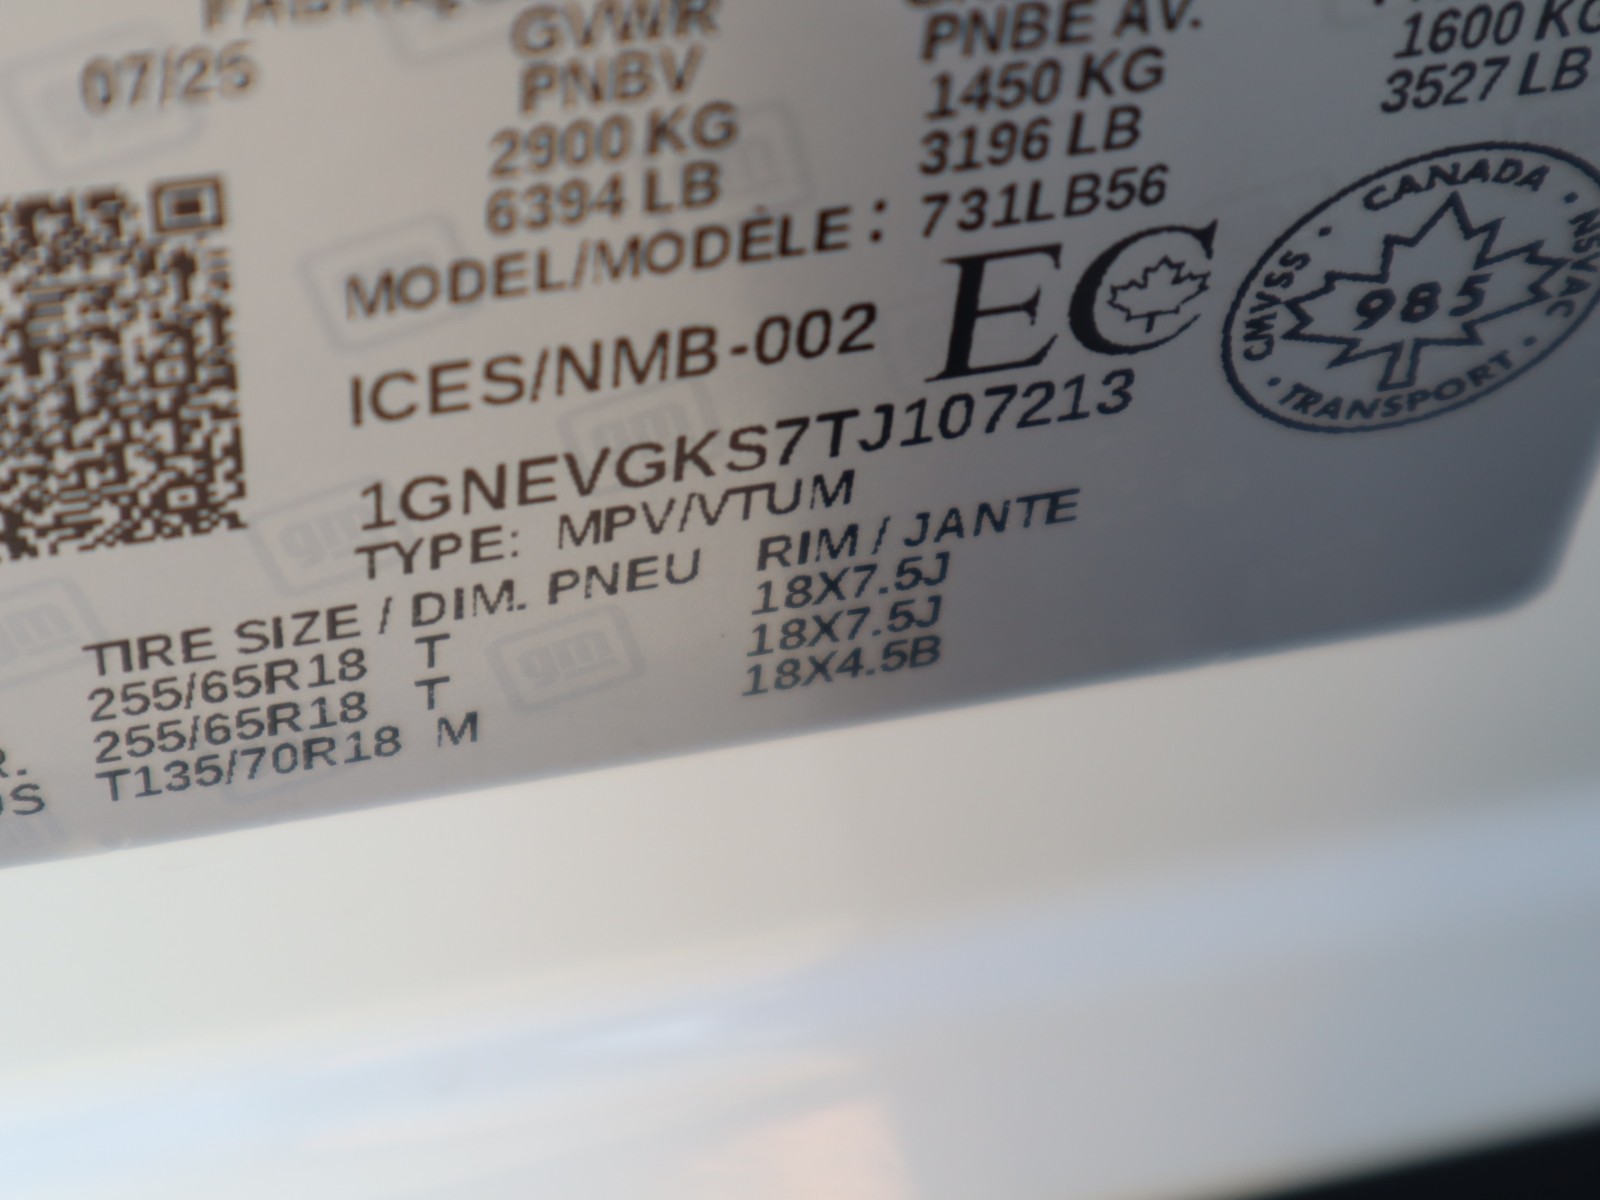 07/25
GVWR
PNBV
2900 KG
6394 LB
PNBE AV.
1450 KG
3196 LB
1600 KG
3527 LB
MODEL/MODÈLE : 731LB56
ICES/NMB-002 EC
CANADA
CMVSS
NSVAC
985
TRANSPORT
1GNEVGKS7TJ107213
TYPE: MPV/VTUM
TIRE SIZE / DIM. PNEU RIM / JANTE
255/65R18 T 18X7.5J
255/65R18 T 18X7.5J
T135/70R18 M 18X4.5B
gm